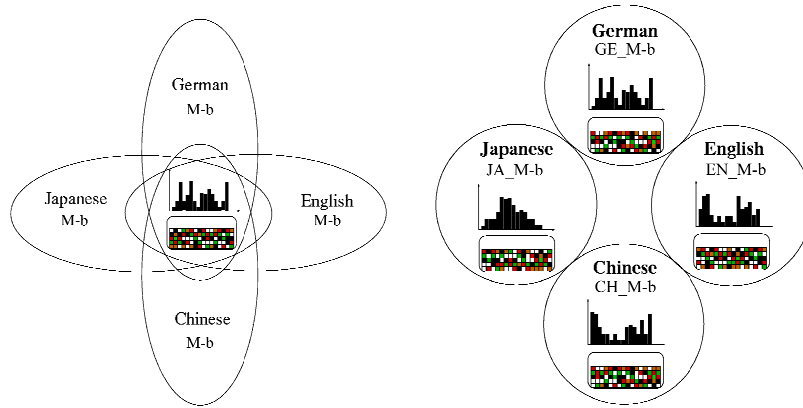 German
M-b
Japanese
M-b
English
M-b
Chinese
M-b
German
GE_M-b
Japanese
JA_M-b
English
EN_M-b
Chinese
CH_M-b